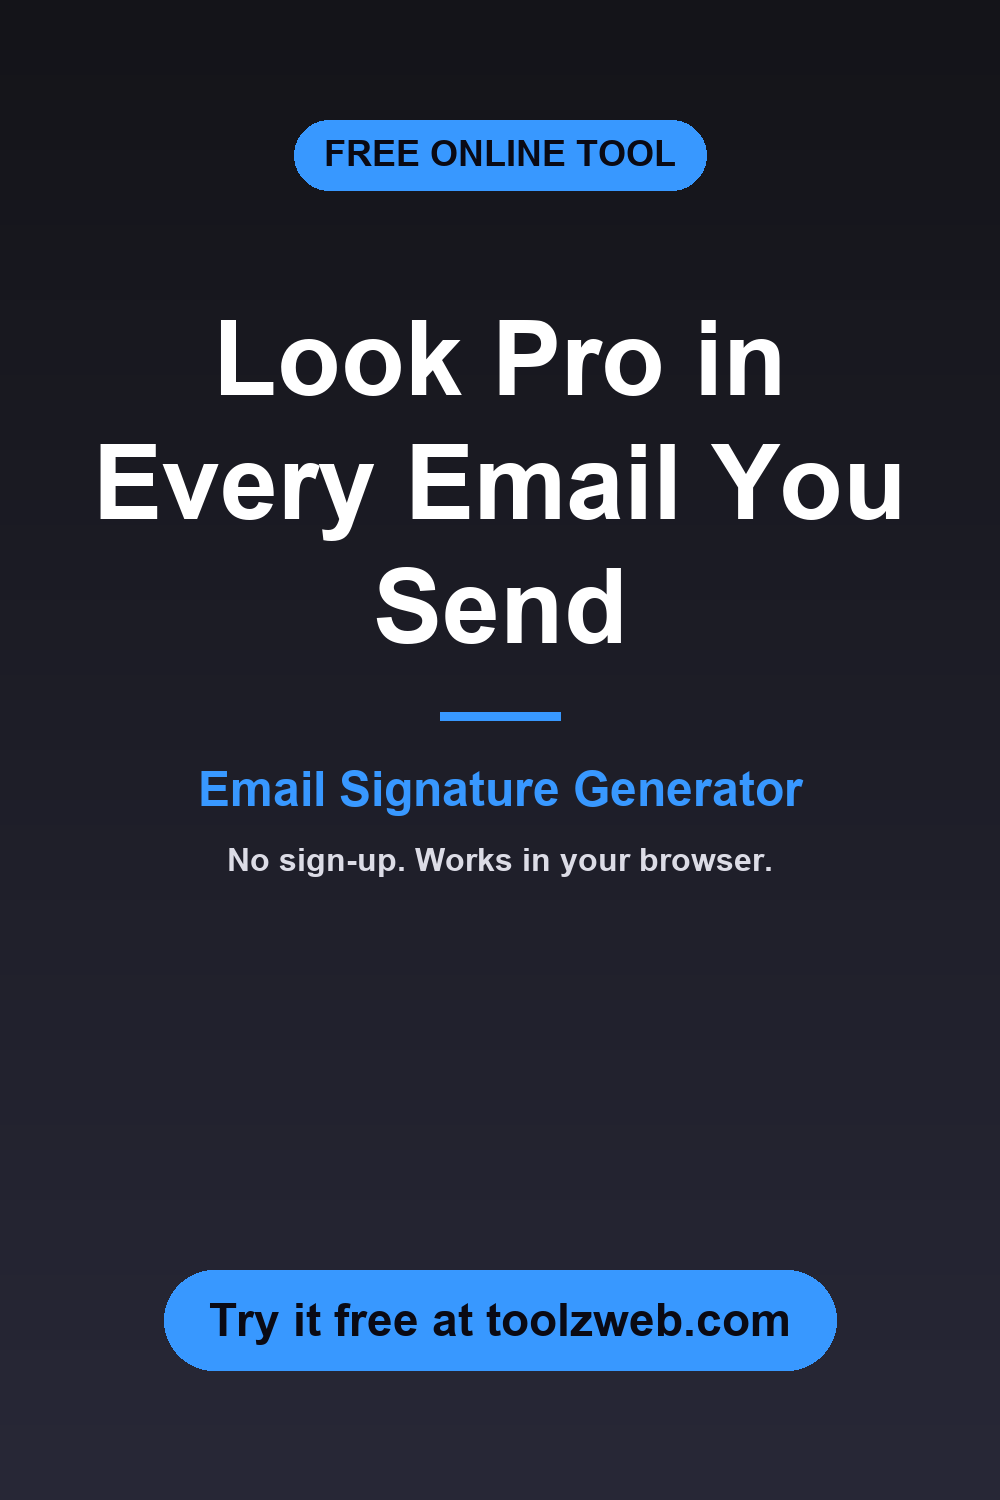 FREE ONLINE TOOL
Look Pro in
Every Email You
Send
Email Signature Generator
No sign-up. Works in your browser.
Try it free at toolzweb.com